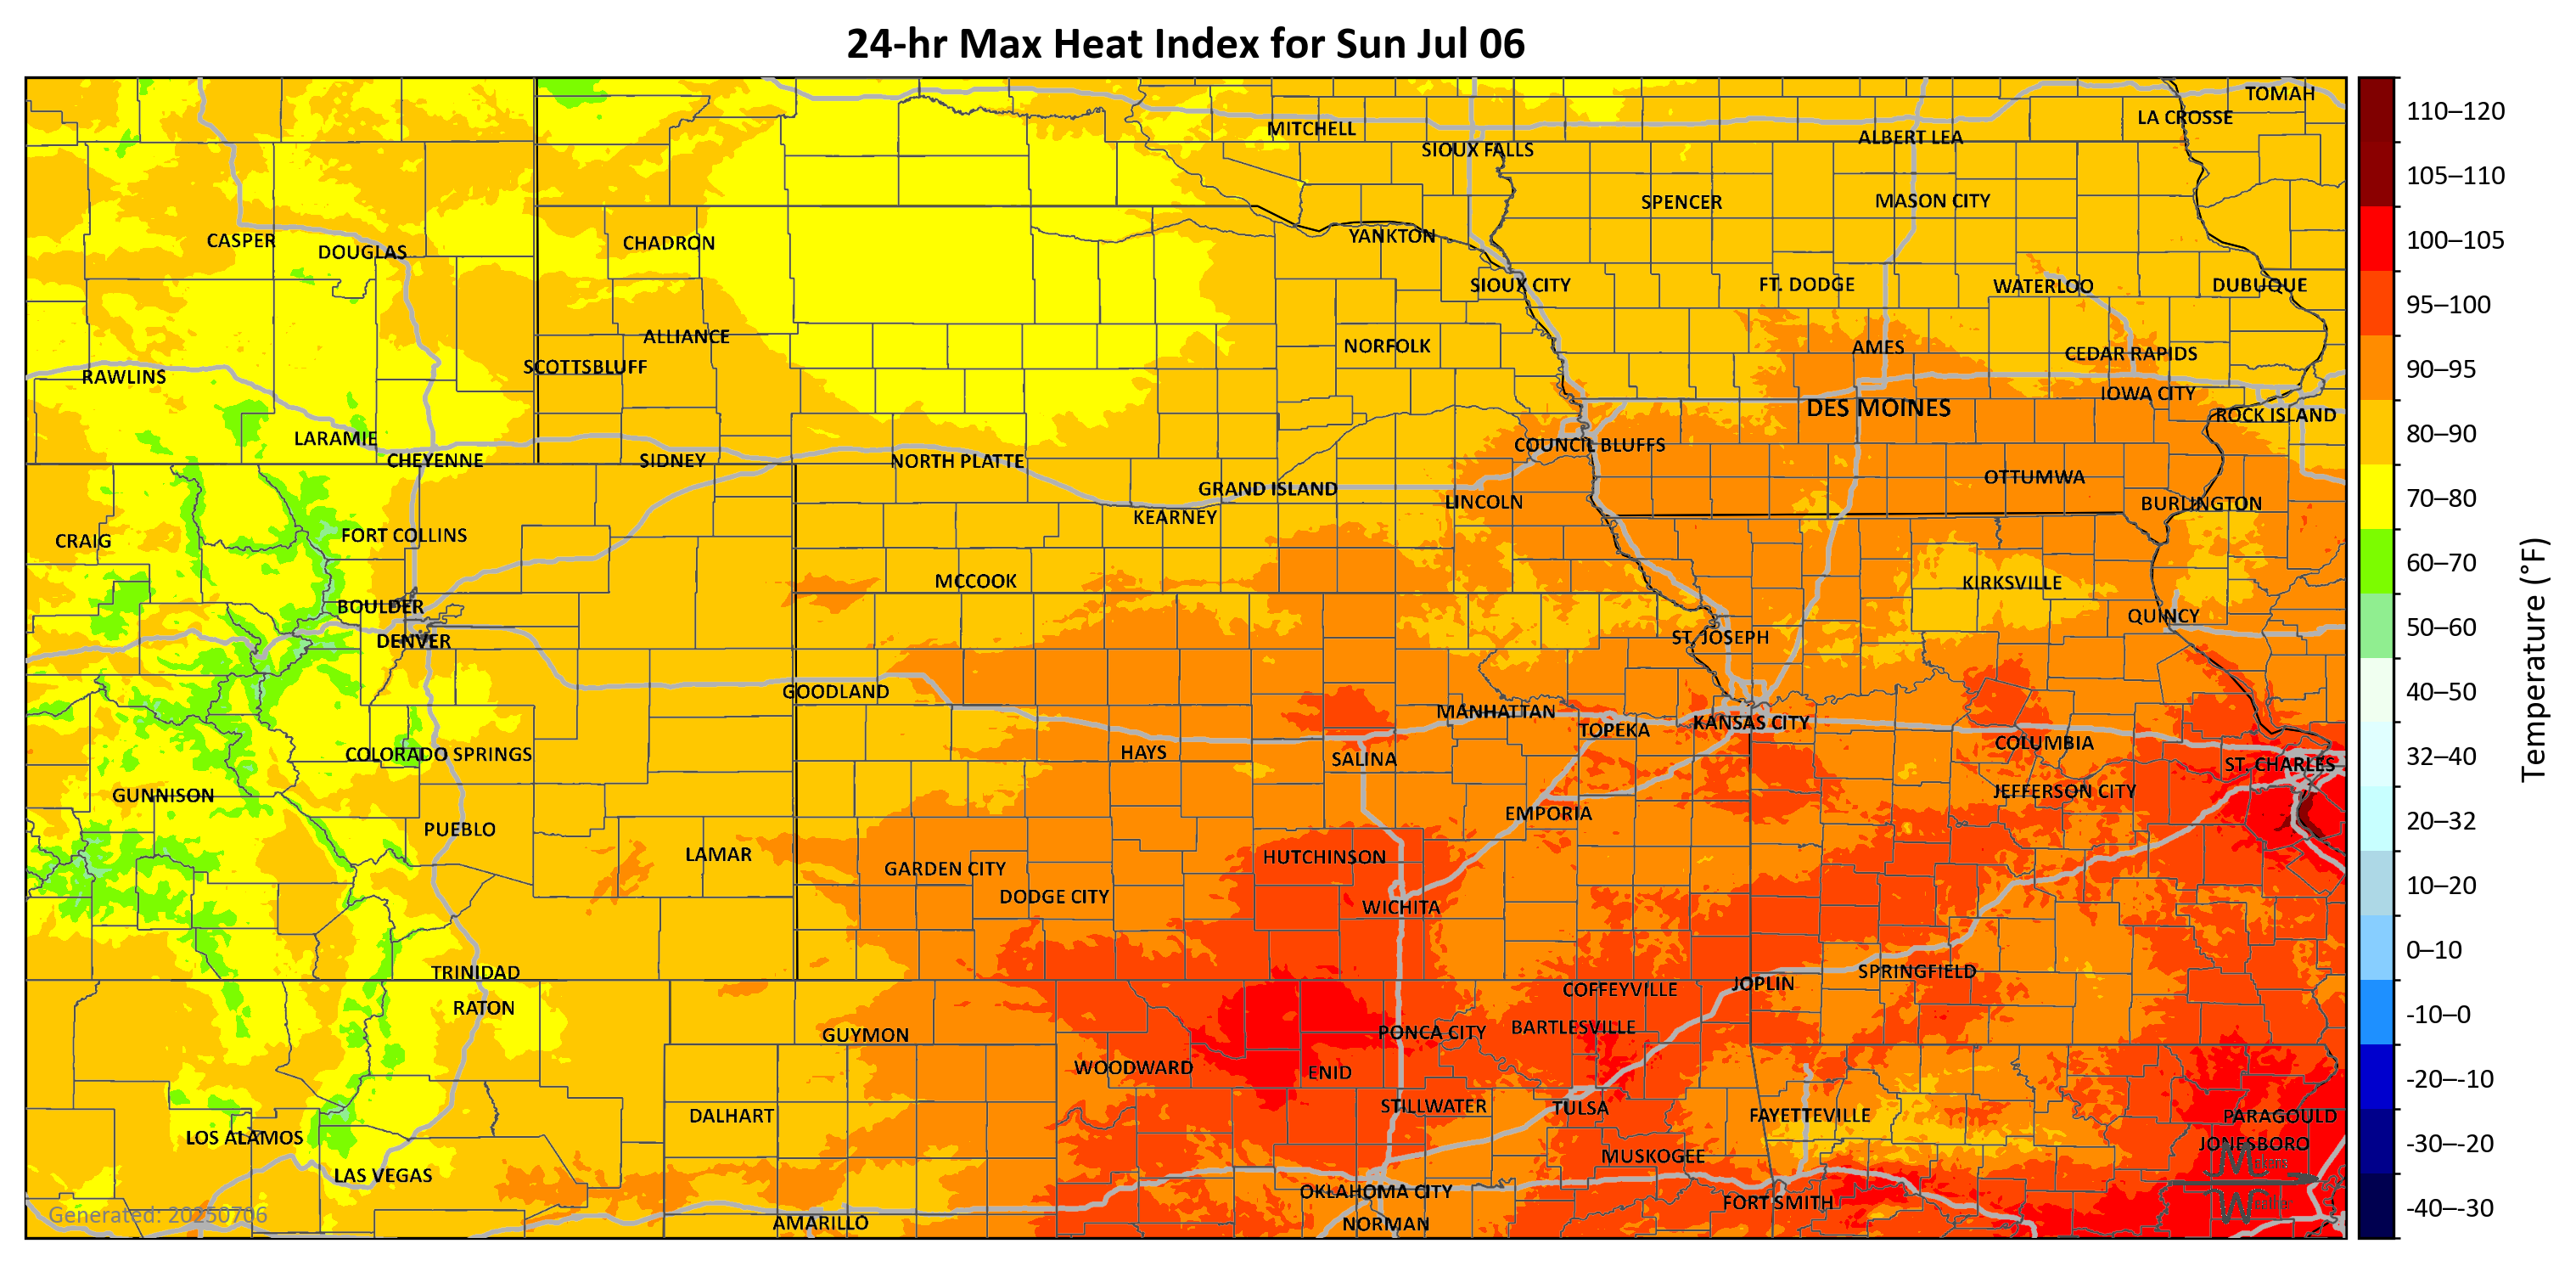 24-hr Max Heat Index for Sun Jul 06
TOMAH
LA CROSSE
MITCHELL
ALBERT LEA
SIOUX FALLS
SPENCER
MASON CITY
CASPER
DOUGLAS
CHADRON
YANKTON
SIOUX CITY
FT. DODGE
WATERLOO
DUBUQUE
ALLIANCE
NORFOLK
AMES
CEDAR RAPIDS
SCOTTSBLUFF
RAWLINS
IOWA CITY
DES MOINES
ROCK ISLAND
LARAMIE
COUNCIL BLUFFS
CHEYENNE
SIDNEY
NORTH PLATTE
OTTUMWA
GRAND ISLAND
LINCOLN
BURLINGTON
KEARNEY
FORT COLLINS
CRAIG
MCCOOK
KIRKSVILLE
BOULDER
QUINCY
DENVER
ST. JOSEPH
GOODLAND
MANHATTAN
KANSAS CITY
TOPEKA
COLUMBIA
COLORADO SPRINGS
HAYS
SALINA
ST. CHARLES
GUNNISON
JEFFERSON CITY
EMPORIA
PUEBLO
LAMAR
HUTCHINSON
GARDEN CITY
DODGE CITY
WICHITA
TRINIDAD
SPRINGFIELD
JOPLIN
COFFEYVILLE
RATON
GUYMON
PONCA CITY
BARTLESVILLE
WOODWARD
ENID
DALHART
STILLWATER
TULSA
FAYETTEVILLE
PARAGOULD
LOS ALAMOS
JONESBORO
MUSKOGEE
LAS VEGAS
OKLAHOMA CITY
FORT SMITH
Generated: 20250706
AMARILLO
NORMAN
110–120
105–110
100–105
95–100
90–95
80–90
70–80
60–70
50–60
40–50
32–40
20–32
10–20
0–10
-10–0
-20–-10
-30–-20
-40–-30
Temperature (°F)